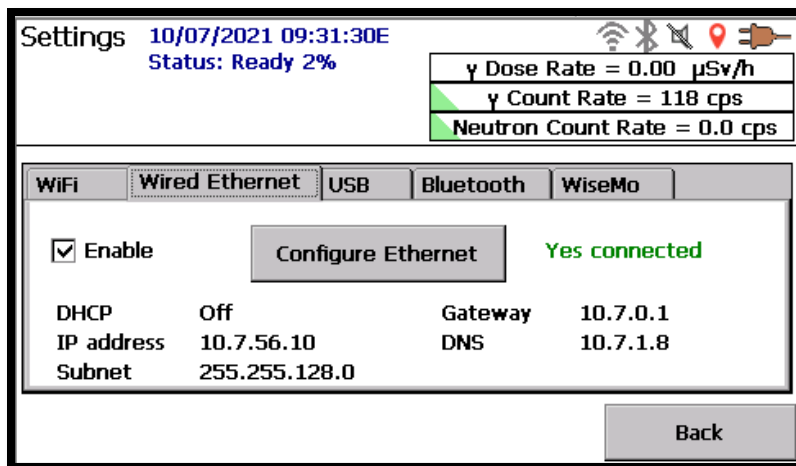 Settings 10/07/2021 09:31:30E
Status: Ready 2%
γ Dose Rate = 0.00 μSv/h
γ Count Rate = 118 cps
Neutron Count Rate = 0.0 cps
WiFi Wired Ethernet USB Bluetooth WiseMo
Enable Configure Ethernet Yes connected
DHCP Off Gateway 10.7.0.1
IP address 10.7.56.10 DNS 10.7.1.8
Subnet 255.255.128.0
Back